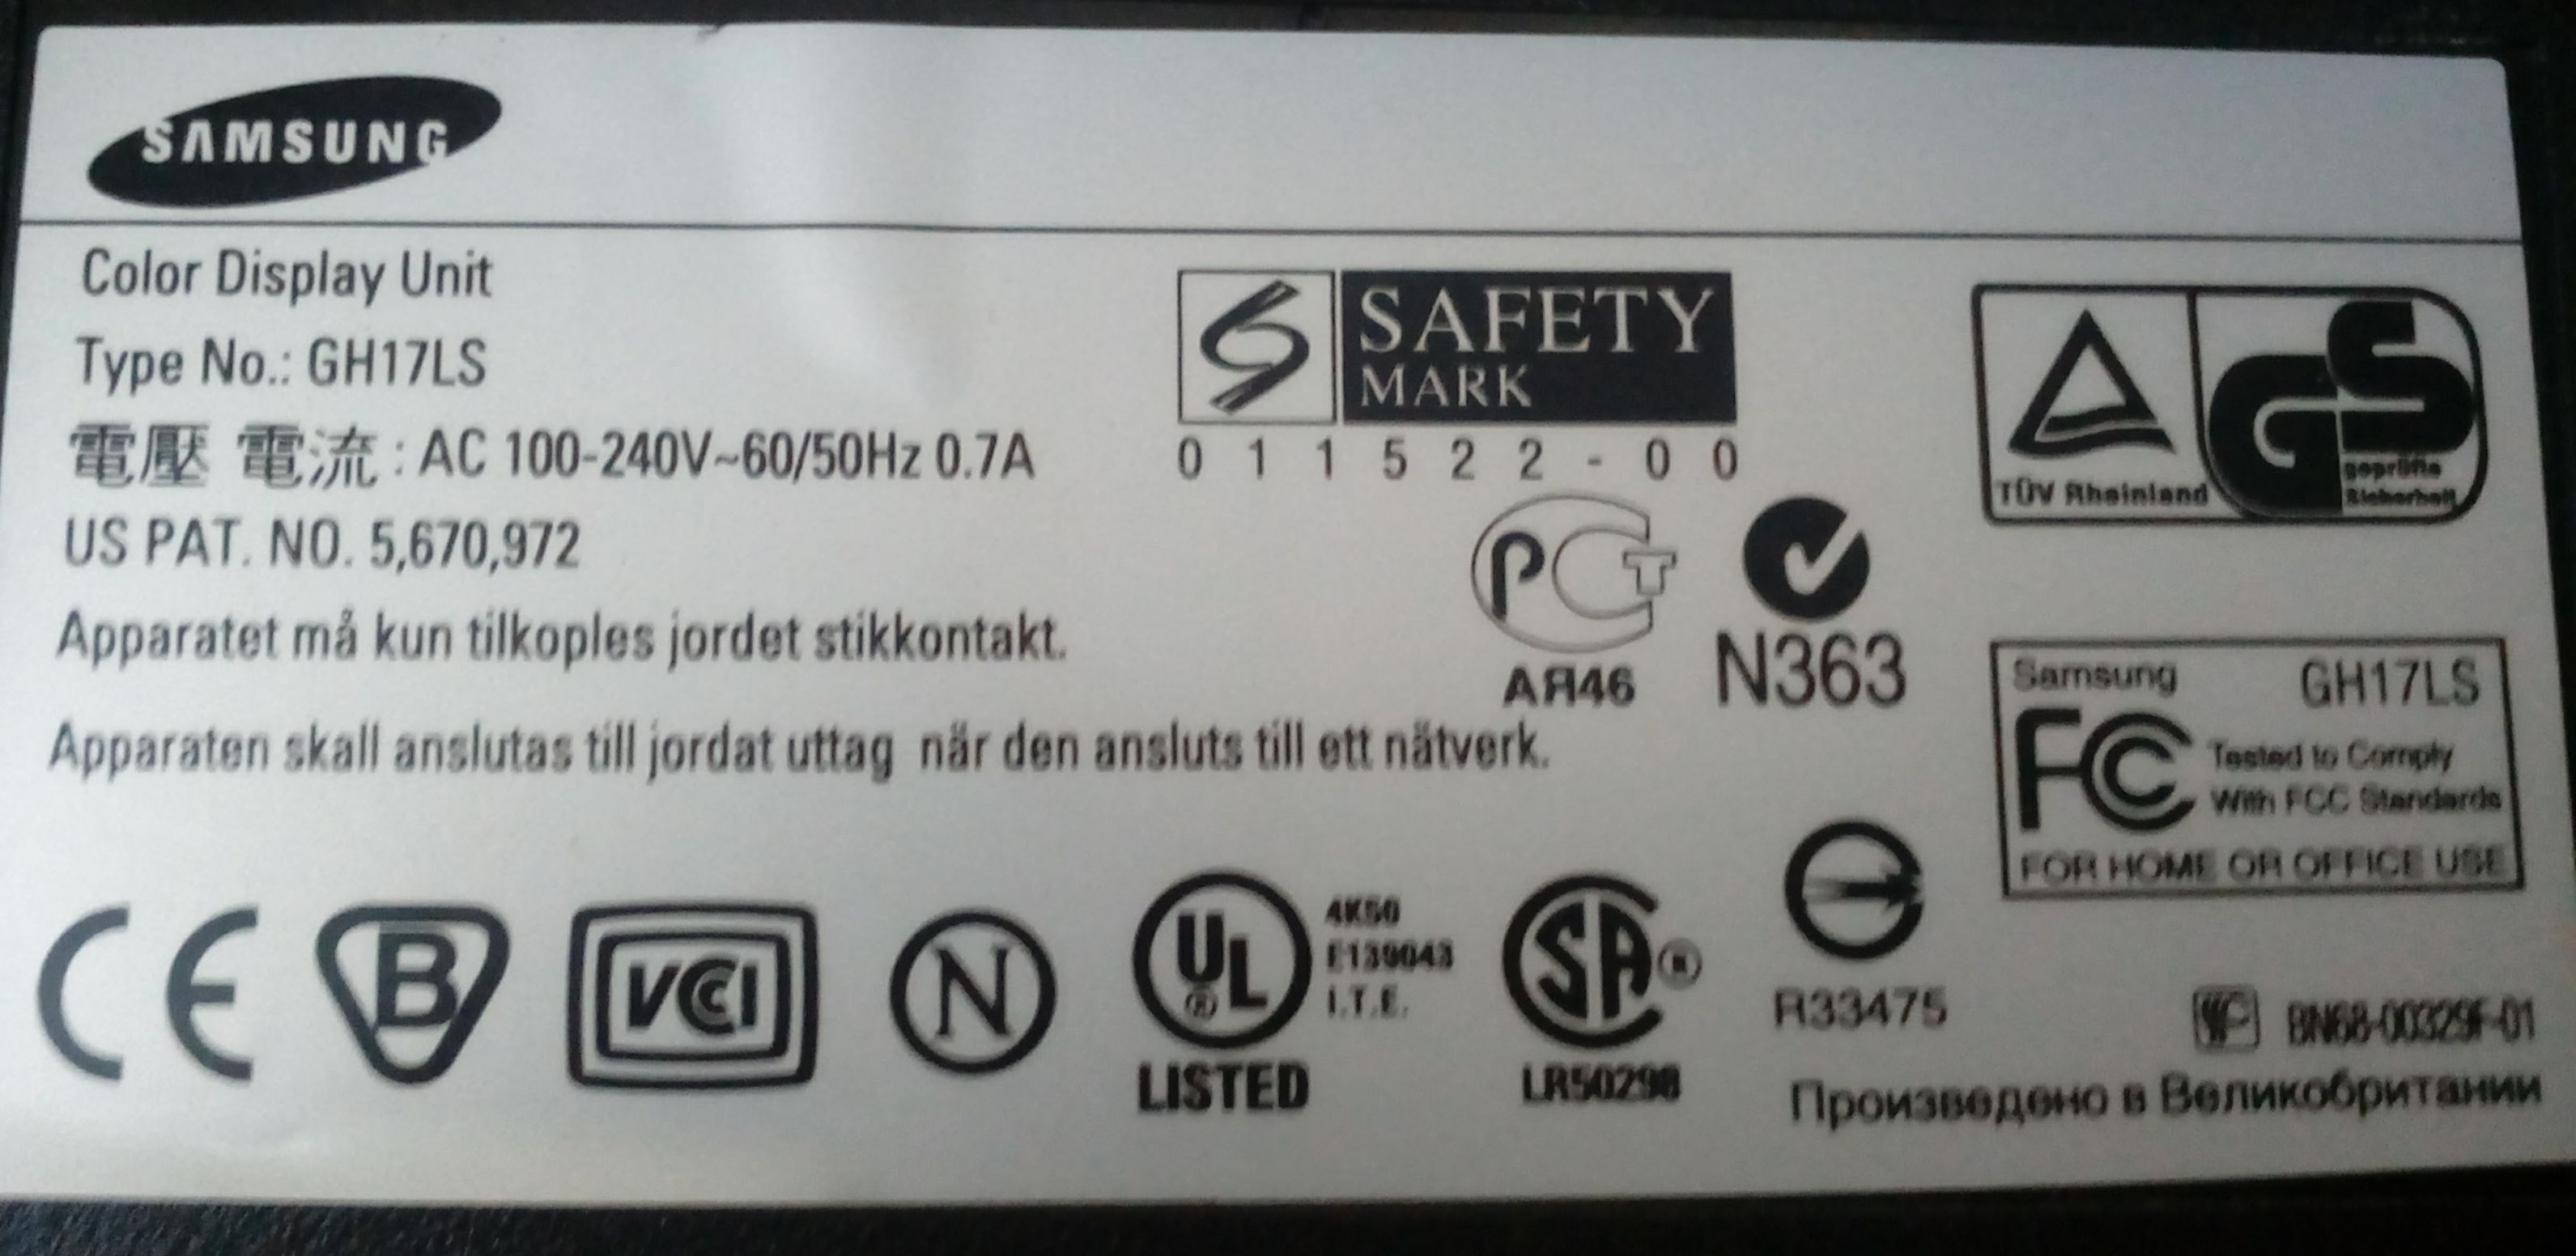 SAMSUNG
Color Display Unit
Type No.: GH17LS
電壓 電流 : AC 100-240V~60/50Hz 0.7A
US PAT. NO. 5,670,972
Apparatet må kun tilkoples jordet stikkontakt.
Apparaten skall anslutas till jordat uttag när den ansluts till ett nätverk.
SAFETY
MARK
011522-00
PCT
АЯ46
N363
TÜV Rheinland
GS
geprüfte
Sicherheit
Samsung GH17LS
FC Tested to Comply
With FCC Standards
FOR HOME OR OFFICE USE
CE
B
VCI
N
UL
®
LISTED
4K50
E139043
I.T.E.
SA ®
LR50298
R33475
BN68-00329F-01
Произведено в Великобритании